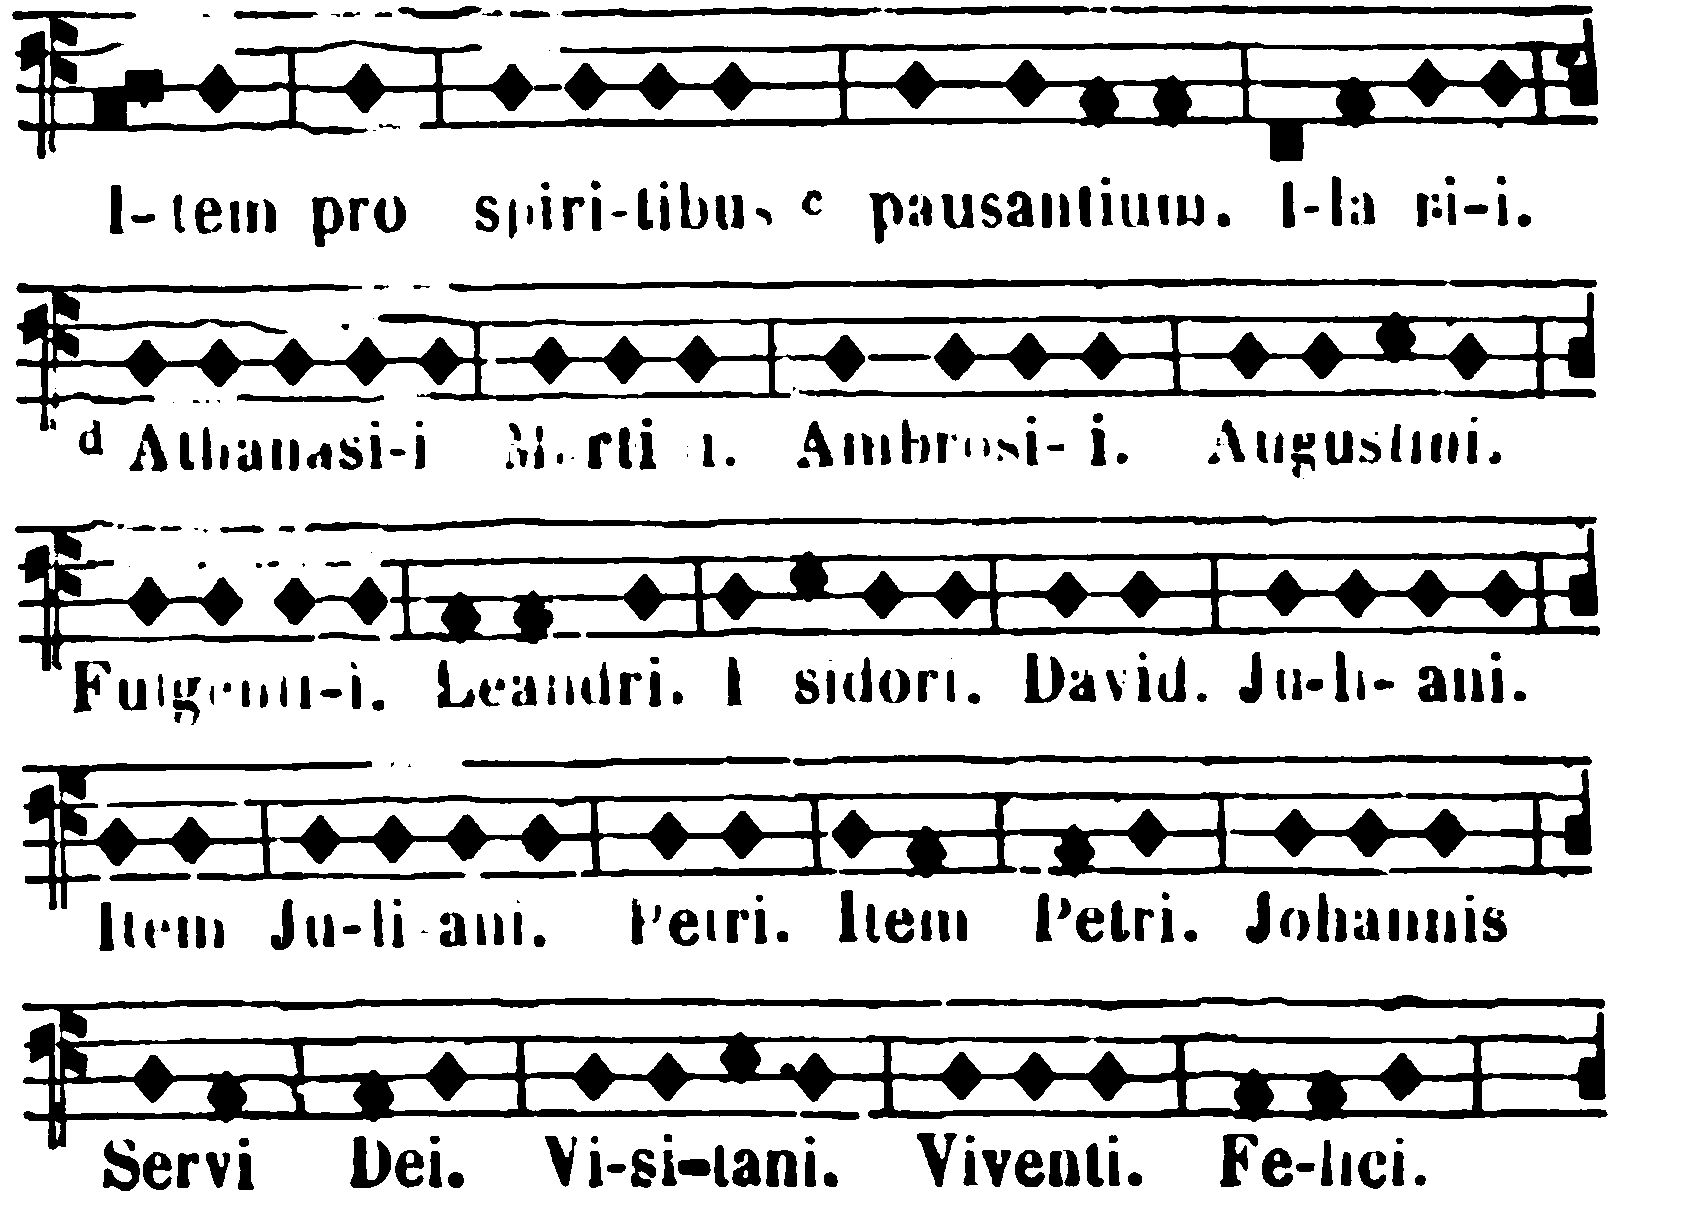 I- tem pro spiri-tibus c pausantium. I-la ri-i.
d Athanasi-i Marti ni. Ambrosi- i. Augustini.
Fulgenti-i. Leandri. I sidori. David. Ju-li- ani.
Item Ju-li ani. Petri. Item Petri. Johannis
Servi Dei. Vi-si-tani. Viventi. Fe-lici.